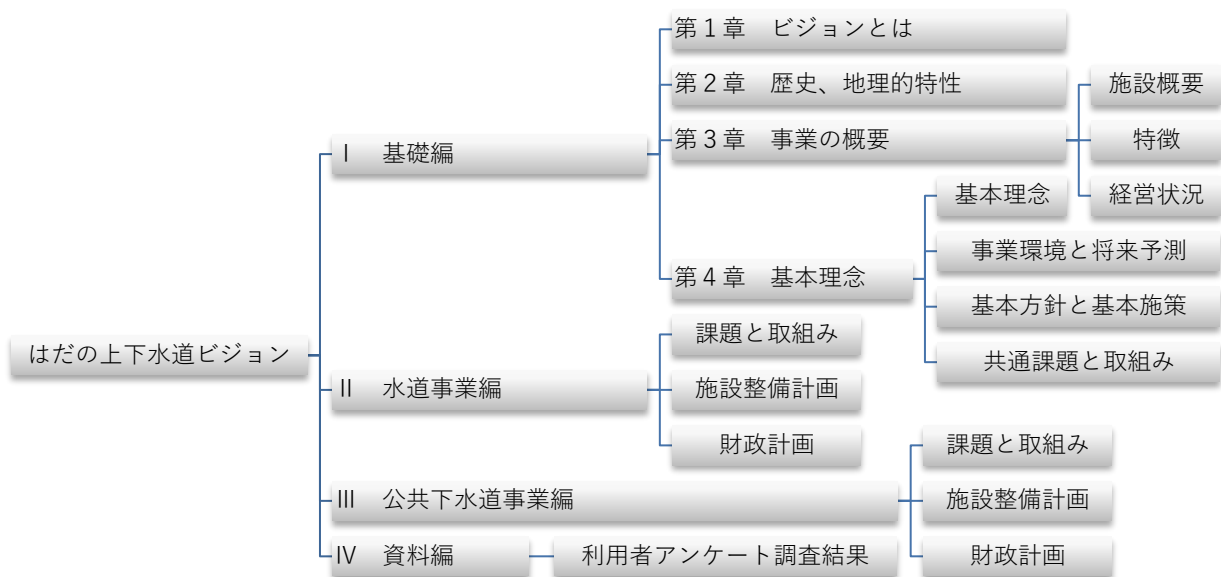 はだの上下水道ビジョン
Ⅰ　基礎編
第１章　ビジョンとは
第２章　歴史、地理的特性
第３章　事業の概要
施設概要
特徴
経営状況
第４章　基本理念
基本理念
事業環境と将来予測
基本方針と基本施策
共通課題と取組み
Ⅱ　水道事業編
課題と取組み
施設整備計画
財政計画
Ⅲ　公共下水道事業編
課題と取組み
施設整備計画
財政計画
Ⅳ　資料編
利用者アンケート調査結果